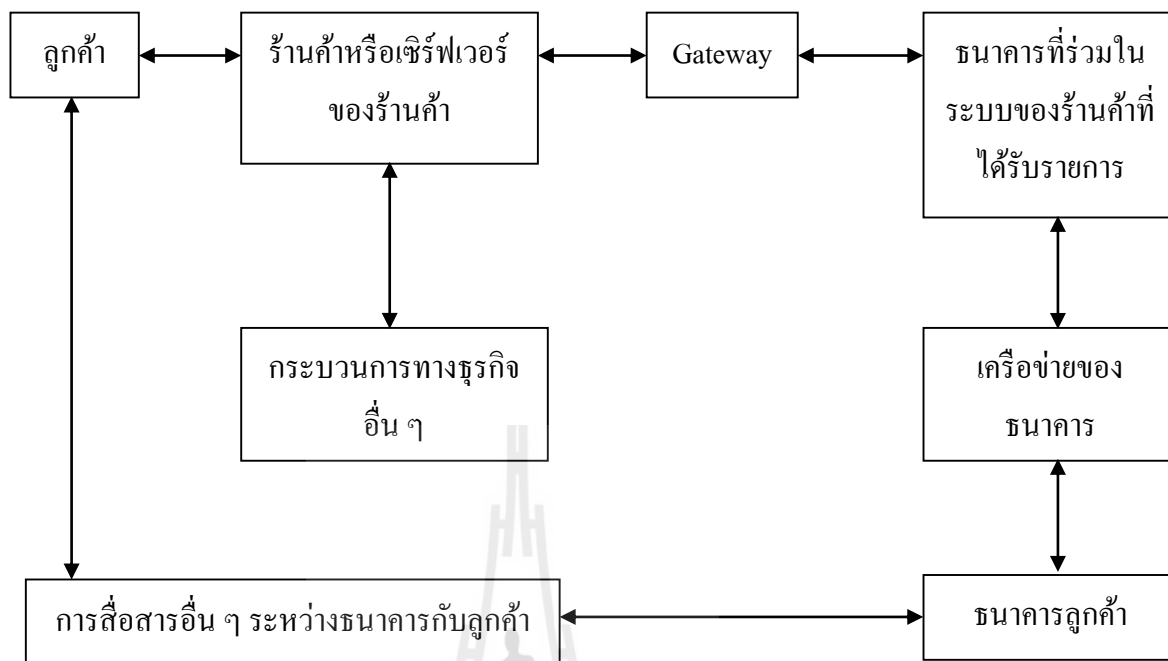 ลูกค้า
ร้านค้าหรือเซิร์ฟเวอร์
ของร้านค้า
Gateway
ธนาคารที่ร่วมใน
ระบบของร้านค้าที่
ได้รับรายการ
กระบวนการทางธุรกิจ
อื่น ๆ
เครือข่ายของ
ธนาคาร
การสื่อสารอื่น ๆ ระหว่างธนาคารกับลูกค้า
ธนาคารลูกค้า